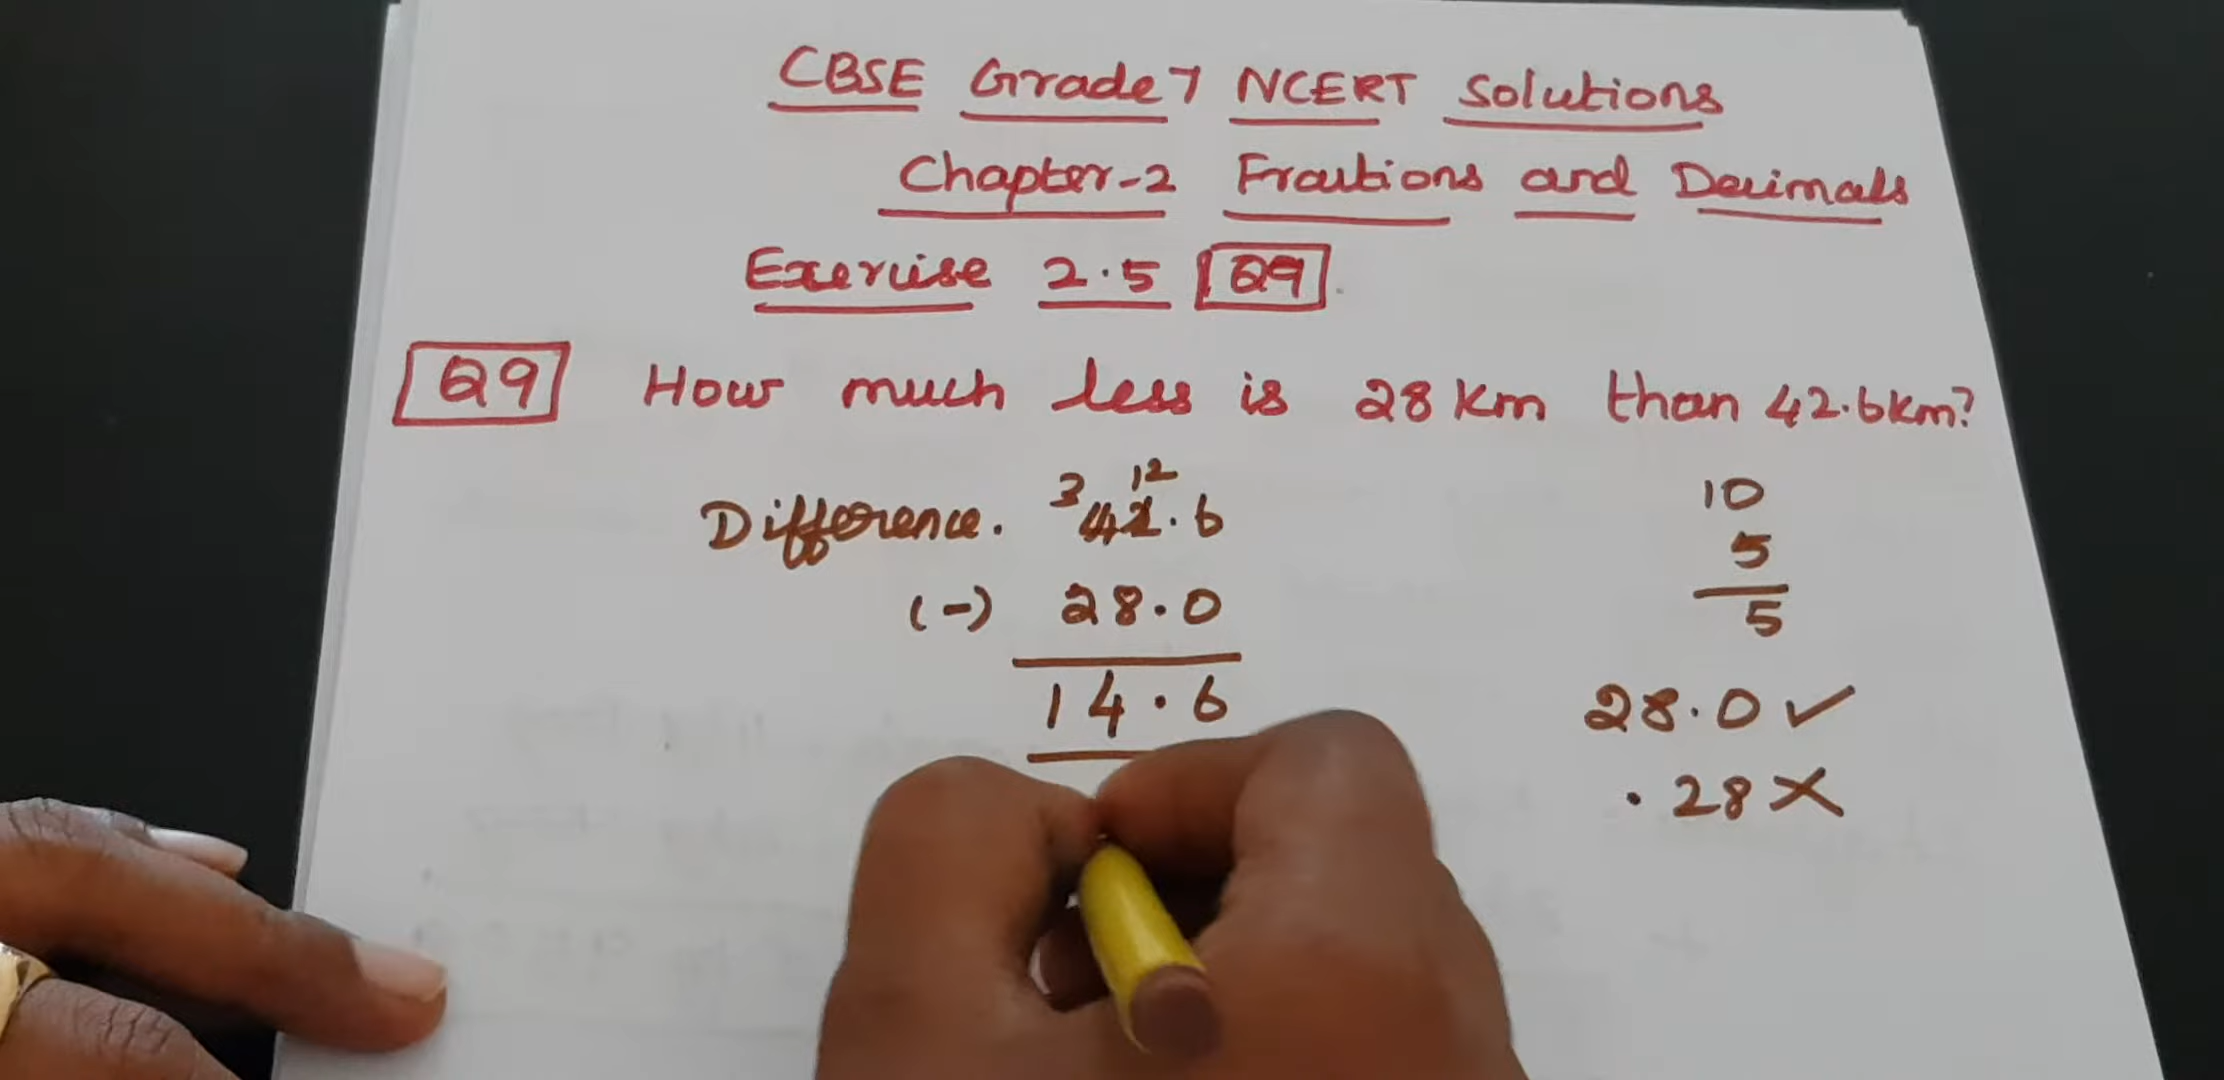 CBSE Grade 7 NCERT Solutions
Chapter-2 Fractions and Decimals
Exercise 2.5 Q9
Q9 How much less is 28 Km than 42.6 Km?
3 12
Difference. 42.6
(-) 28.0
14.6
10
5
5
28.0 ✓
.28 ✗